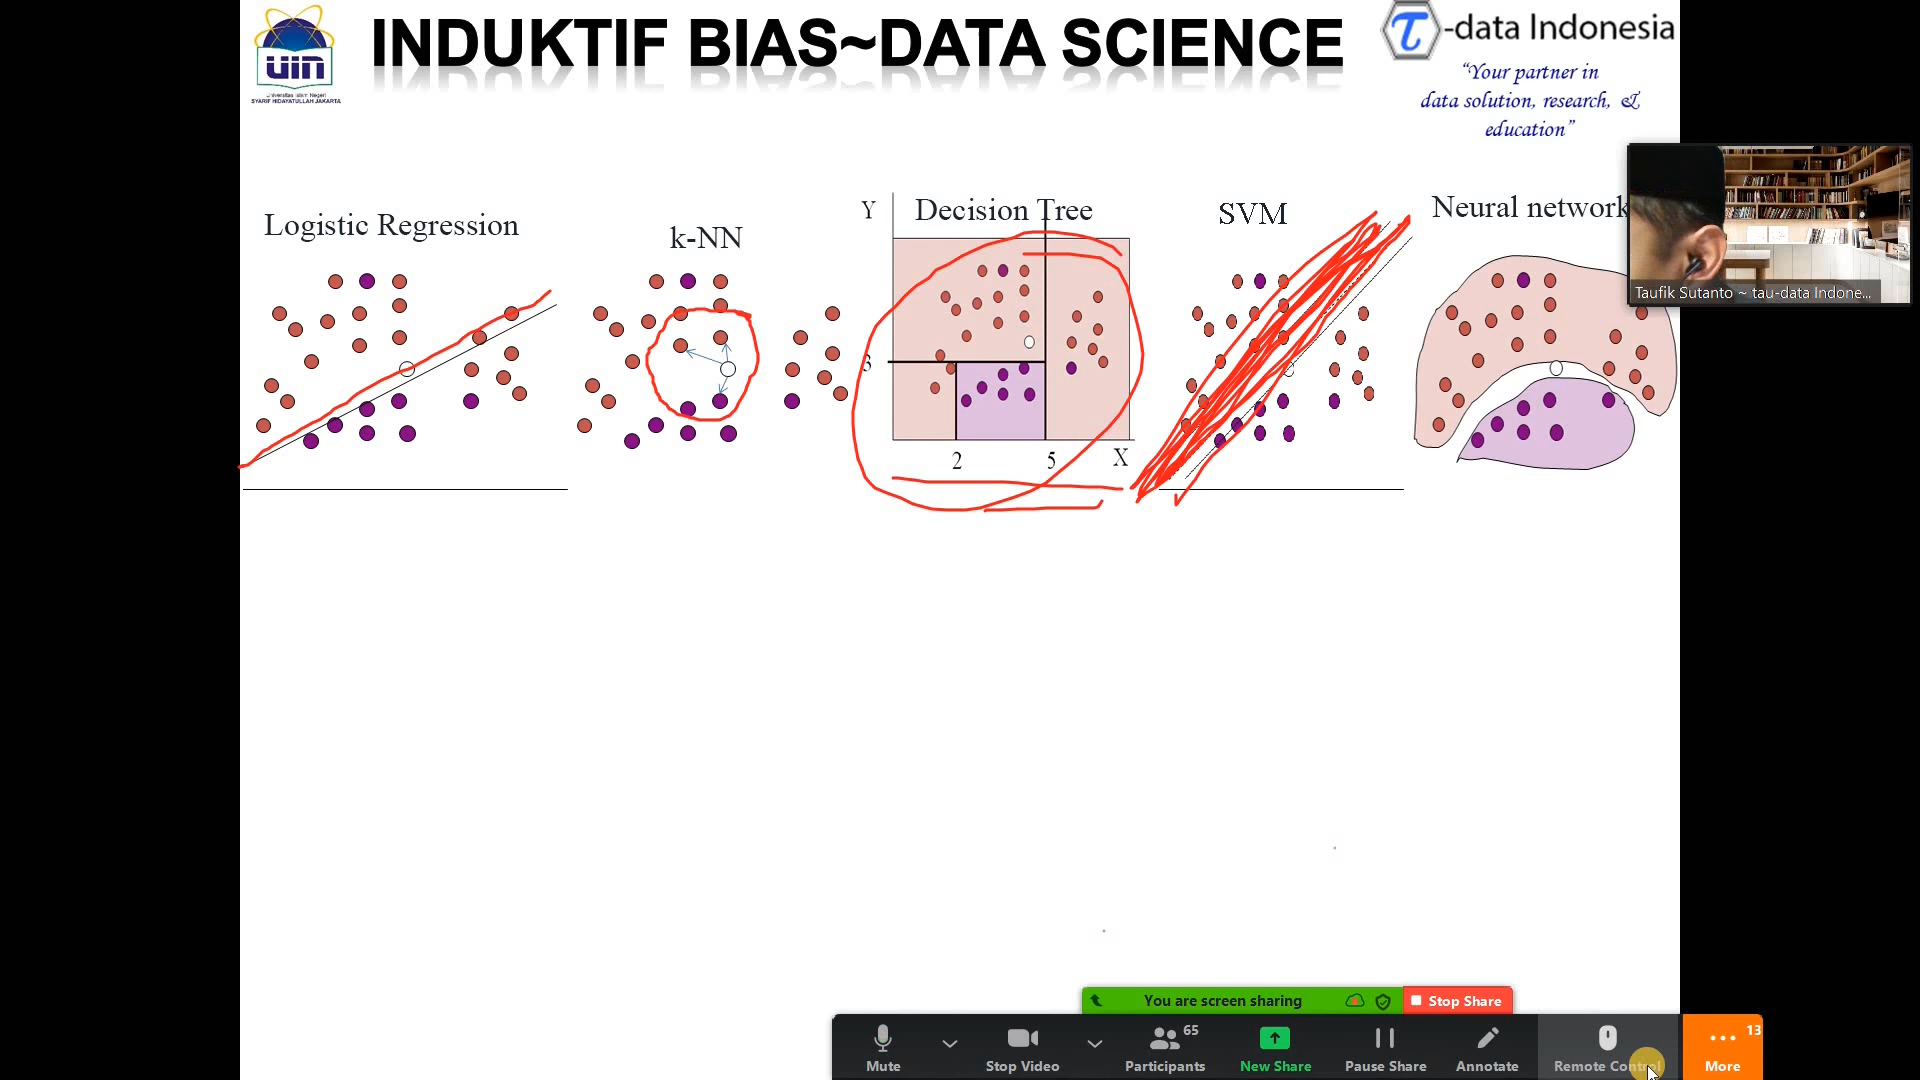 INDUKTIF BIAS~DATA SCIENCE
uin
Universitas Islam Negeri
SYARIF HIDAYATULLAH JAKARTA
τ-data Indonesia
“Your partner in
data solution, research, &
education”
Logistic Regression
k-NN
Y
Decision Tree
3
2
5
X
SVM
Neural network
Taufik Sutanto ~ tau-data Indone...
You are screen sharing
Stop Share
Mute
Stop Video
65
Participants
New Share
Pause Share
Annotate
Remote Control
13
More